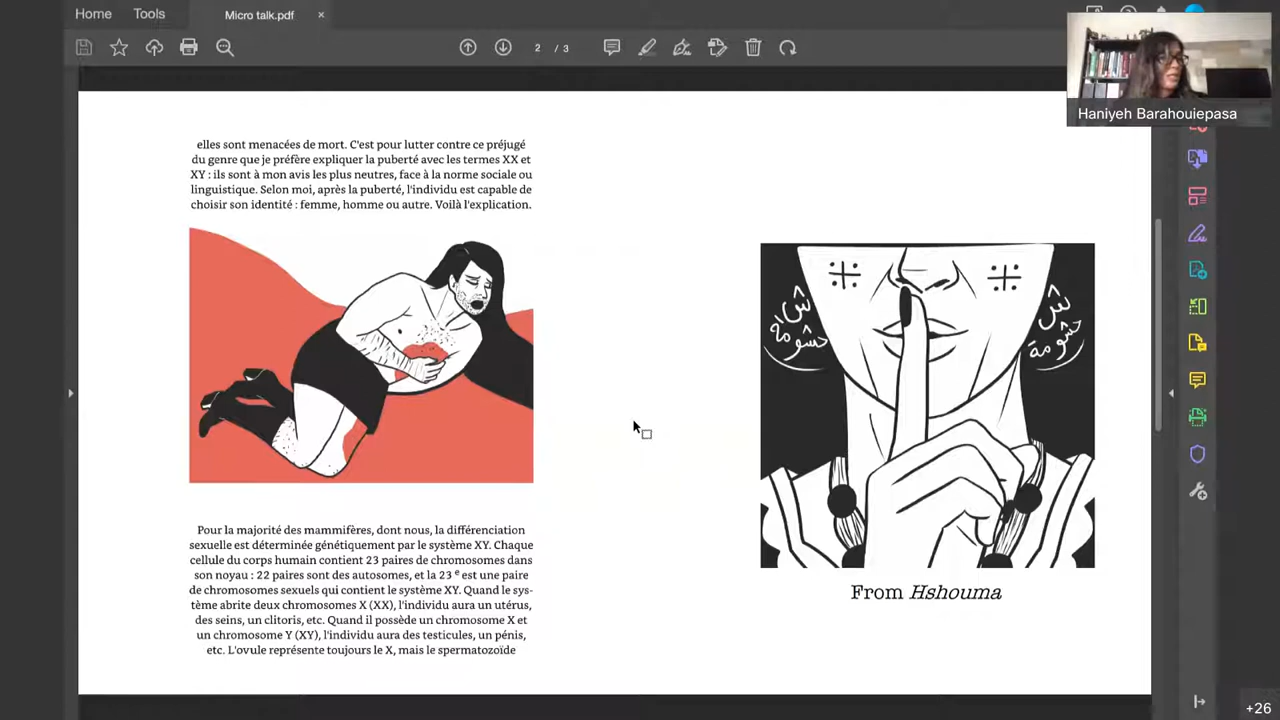 Home
Tools
Micro talk.pdf
×
2
/ 3
Haniyeh Barahouiepasa
elles sont menacées de mort. C'est pour lutter contre ce préjugé
du genre que je préfère expliquer la puberté avec les termes XX et
XY : ils sont à mon avis les plus neutres, face à la norme sociale ou
linguistique. Selon moi, après la puberté, l'individu est capable de
choisir son identité : femme, homme ou autre. Voilà l'explication.
Pour la majorité des mammifères, dont nous, la différenciation
sexuelle est déterminée génétiquement par le système XY. Chaque
cellule du corps humain contient 23 paires de chromosomes dans
son noyau : 22 paires sont des autosomes, et la 23 e est une paire
de chromosomes sexuels qui contient le système XY. Quand le sys-
tème abrite deux chromosomes X (XX), l'individu aura un utérus,
des seins, un clitoris, etc. Quand il possède un chromosome X et
un chromosome Y (XY), l'individu aura des testicules, un pénis,
etc. L'ovule représente toujours le X, mais le spermatozoïde
ش
حشومة
ش
حشومة
From Hshouma
+26